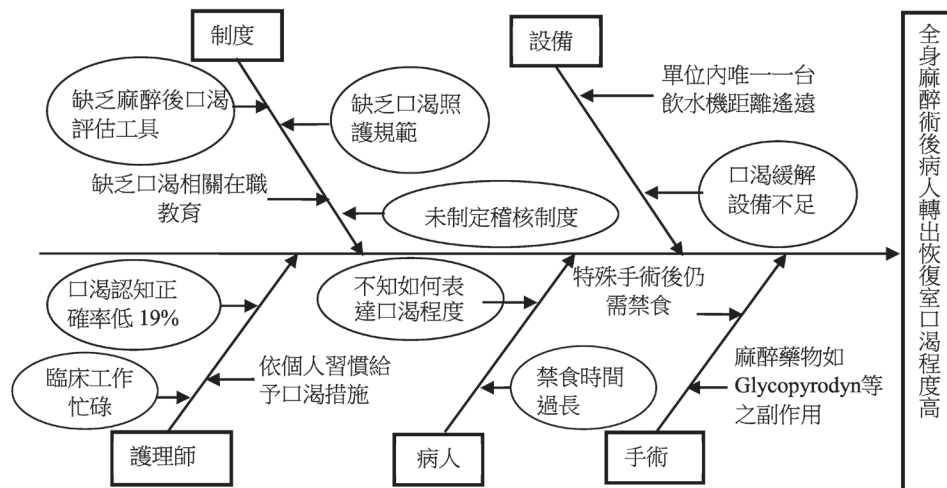 制度
設備
缺乏麻醉後口渴
評估工具
缺乏口渴照
護規範
缺乏口渴相關在職
教育
未制定稽核制度
單位內唯一一台
飲水機距離遙遠
口渴緩解
設備不足
口渴認知正
確率低 19%
臨床工作
忙碌
依個人習慣給
予口渴措施
護理師
不知如何表
達口渴程度
禁食時間
過長
病人
特殊手術後仍
需禁食
麻醉藥物如
Glycopyrodyn等
之副作用
手術
全身麻醉術後病人轉出恢復室口渴程度高